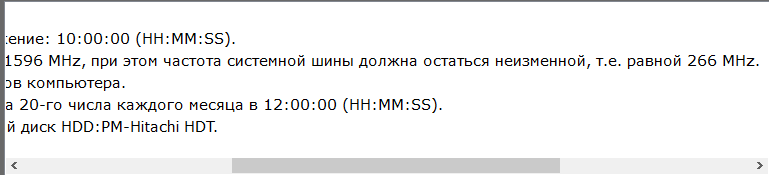 жение: 10:00:00 (HH:MM:SS).
1596 MHz, при этом частота системной шины должна остаться неизменной, т.е. равной 266 MHz.
ов компьютера.
а 20-го числа каждого месяца в 12:00:00 (HH:MM:SS).
й диск HDD:PM-Hitachi HDT.